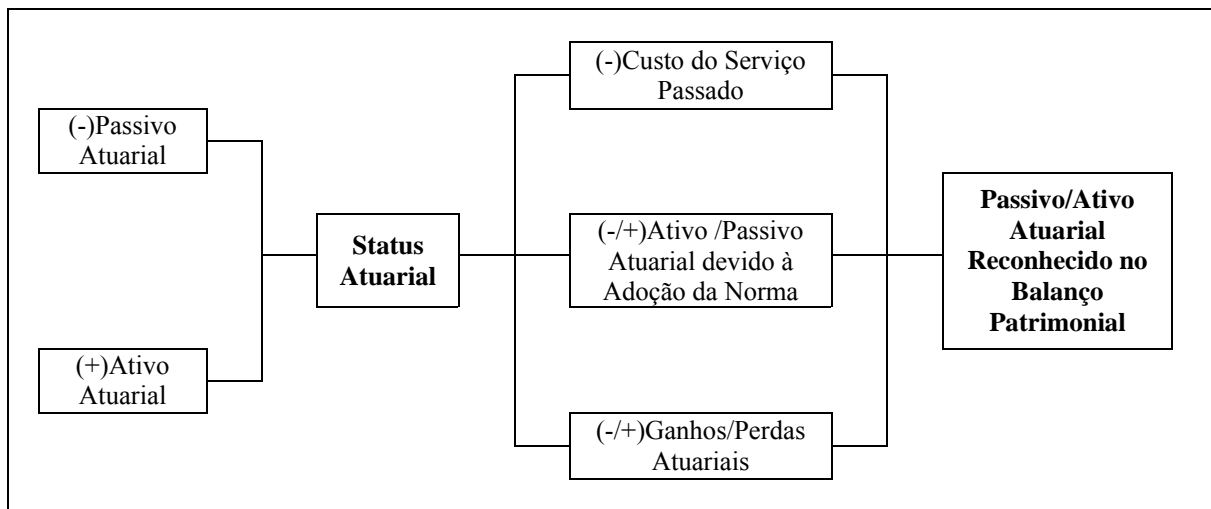 (-)Passivo
Atuarial
(+)Ativo
Atuarial
Status
Atuarial
(-)Custo do Serviço
Passado
(-/+)Ativo /Passivo
Atuarial devido à
Adoção da Norma
(-/+)Ganhos/Perdas
Atuariais
Passivo/Ativo
Atuarial
Reconhecido no
Balanço
Patrimonial